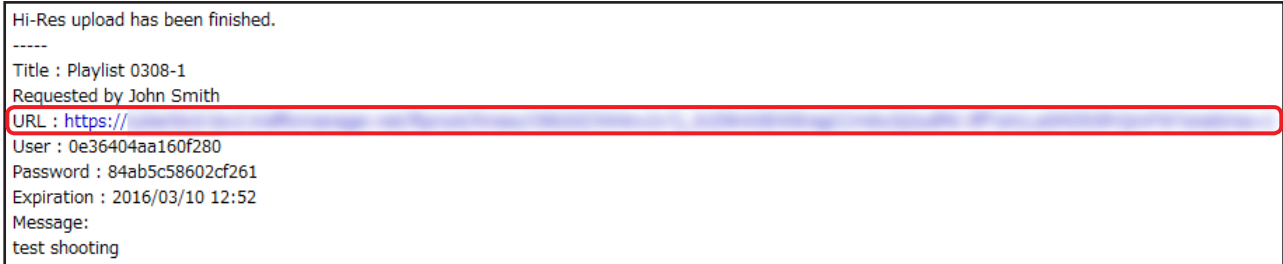 Hi-Res upload has been finished.
-----
Title : Playlist 0308-1
Requested by John Smith
URL : https://
User : 0e36404aa160f280
Password : 84ab5c58602cf261
Expiration : 2016/03/10 12:52
Message:
test shooting